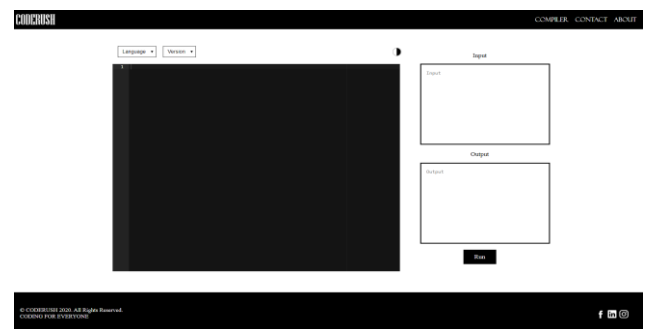 CODERUSH
COMPILER CONTACT ABOUT
Language Version
Input
1
Input
Output
Output
Run
© CODERUSH 2020. All Rights Reserved.
CODING FOR EVERYONE
f in